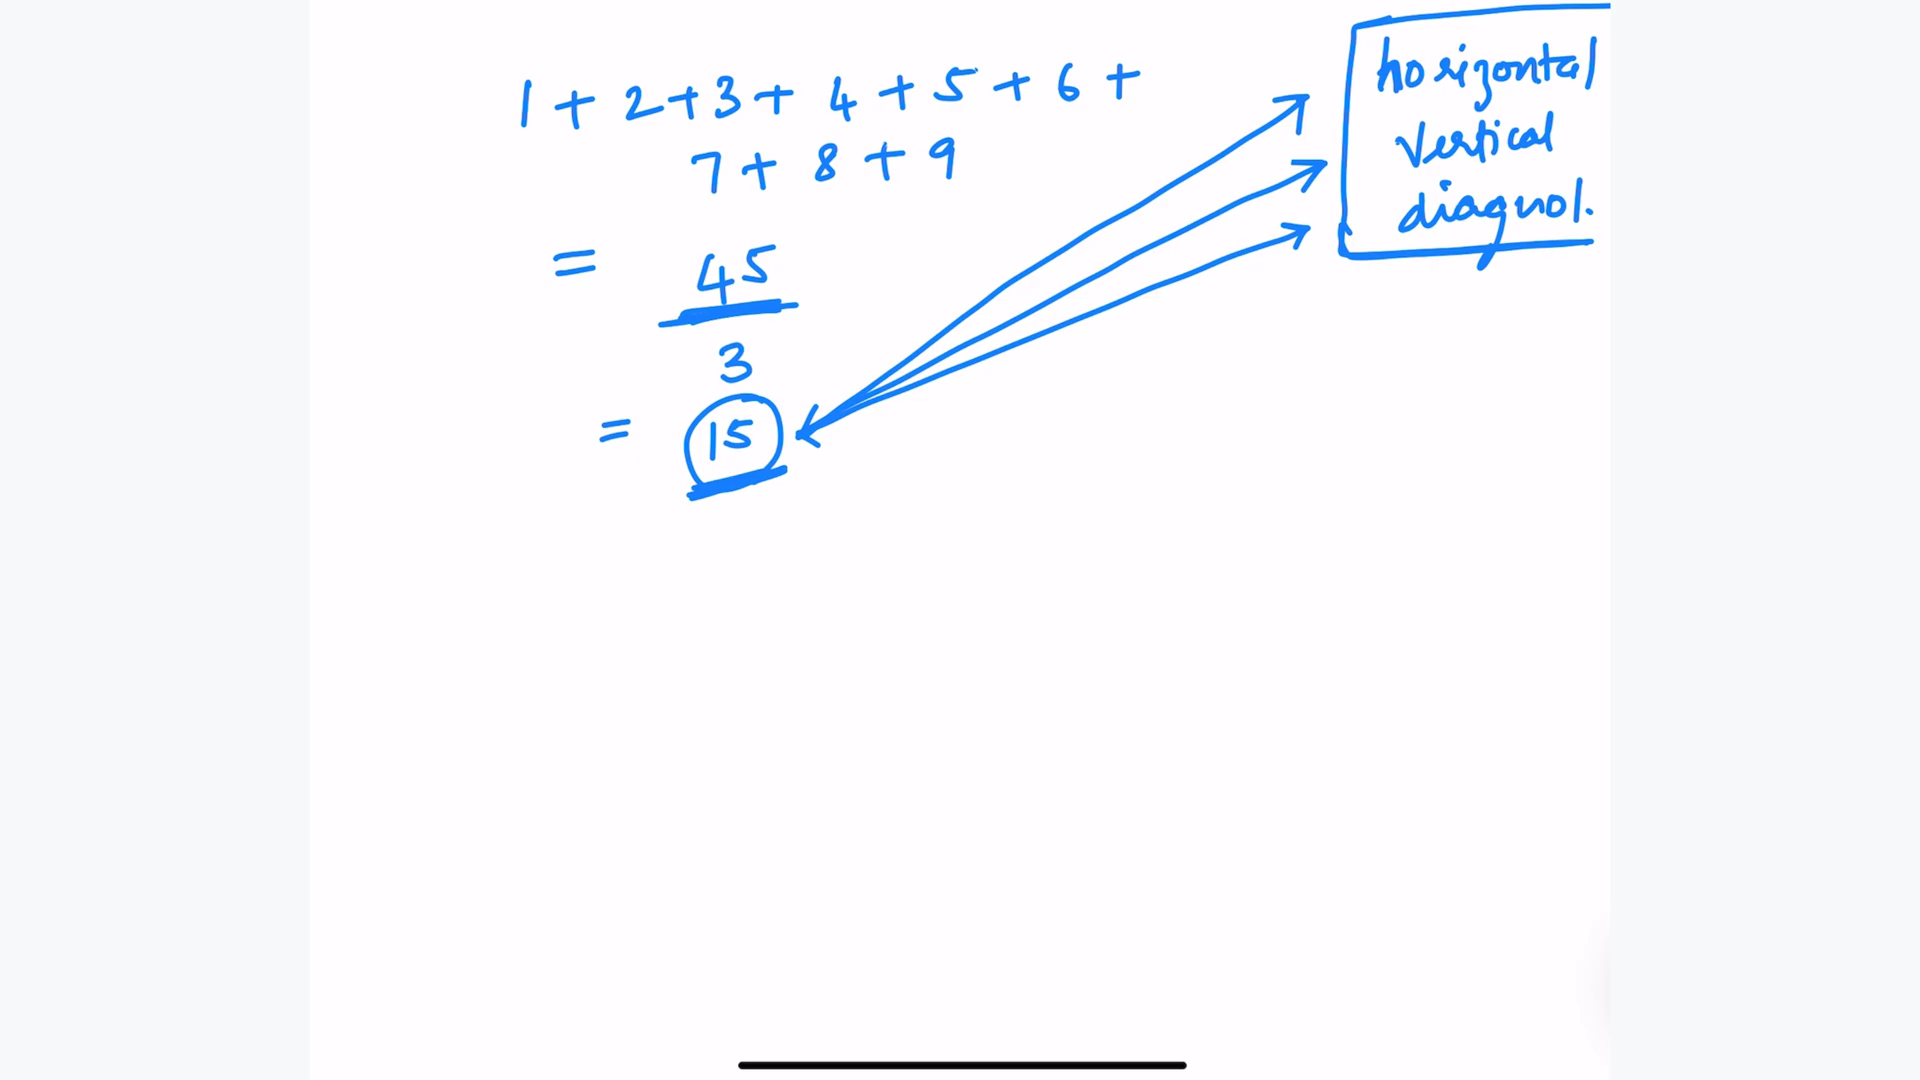 1 + 2 + 3 + 4 + 5 + 6 +
7 + 8 + 9
= 45
3
= 15
horizontal
vertical
diagnol.